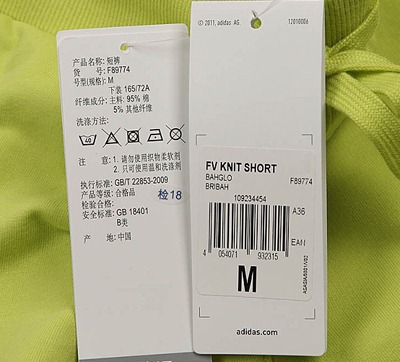 产品名称: 短裤
货 号: F89774
号型(规格): M
下装 165/72A
纤维成分: 主料: 95% 棉
5% 其他纤维
洗涤方法:
40
注 意: 1. 请勿使用织物柔软剂
2. 只可使用温和洗涤剂
执行标准: GB/T 22853-2009
产品等级: 合格品
检18
安全标准: GB 18401
B类
产 地: 中国
© 2011, adidas AG.
12010006
FV KNIT SHORT
BAHGLO
BRIBAH
F89774
109234454
A36
EAN
4 054071 932315
M
adidas.com